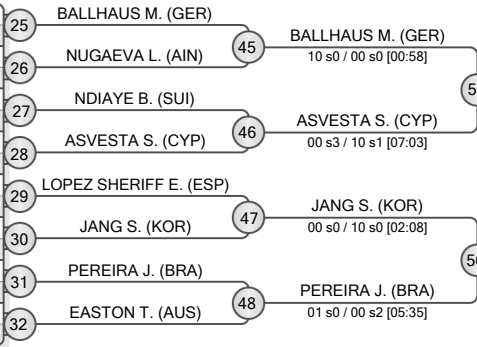 25
BALLHAUS M. (GER)
26
NUGAEVA L. (AIN)
45
BALLHAUS M. (GER)
10 s0 / 00 s0 [00:58]
27
NDIAYE B. (SUI)
28
ASVESTA S. (CYP)
46
ASVESTA S. (CYP)
00 s3 / 10 s1 [07:03]
29
LOPEZ SHERIFF E. (ESP)
30
JANG S. (KOR)
47
JANG S. (KOR)
00 s0 / 10 s0 [02:08]
31
PEREIRA J. (BRA)
32
EASTON T. (AUS)
48
PEREIRA J. (BRA)
01 s0 / 00 s2 [05:35]